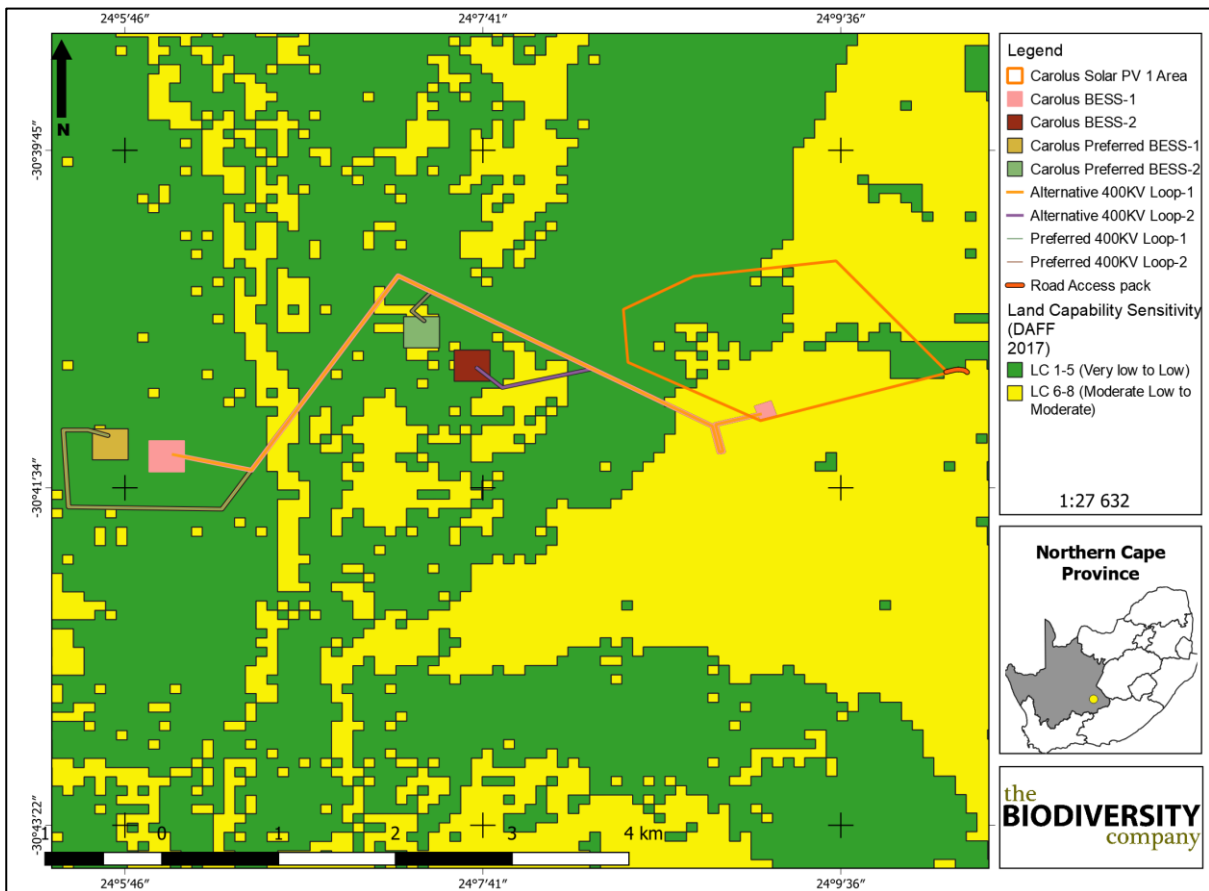 24°5′46″ 24°7′41″ 24°9′36″
-30°39′45″
-30°41′34″
-30°43′22″
N
1 0 1 2 3 4 km
24°5′46″ 24°7′41″ 24°9′36″
Legend
Carolus Solar PV 1 Area
Carolus BESS-1
Carolus BESS-2
Carolus Preferred BESS-1
Carolus Preferred BESS-2
Alternative 400KV Loop-1
Alternative 400KV Loop-2
Preferred 400KV Loop-1
Preferred 400KV Loop-2
Road Access pack
Land Capability Sensitivity
(DAFF
2017)
LC 1-5 (Very low to Low)
LC 6-8 (Moderate Low to
Moderate)
1:27 632
Northern Cape
Province
the
BIODIVERSITY
company